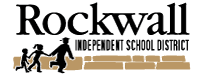 Rockwall
INDEPENDENT SCHOOL DISTRICT